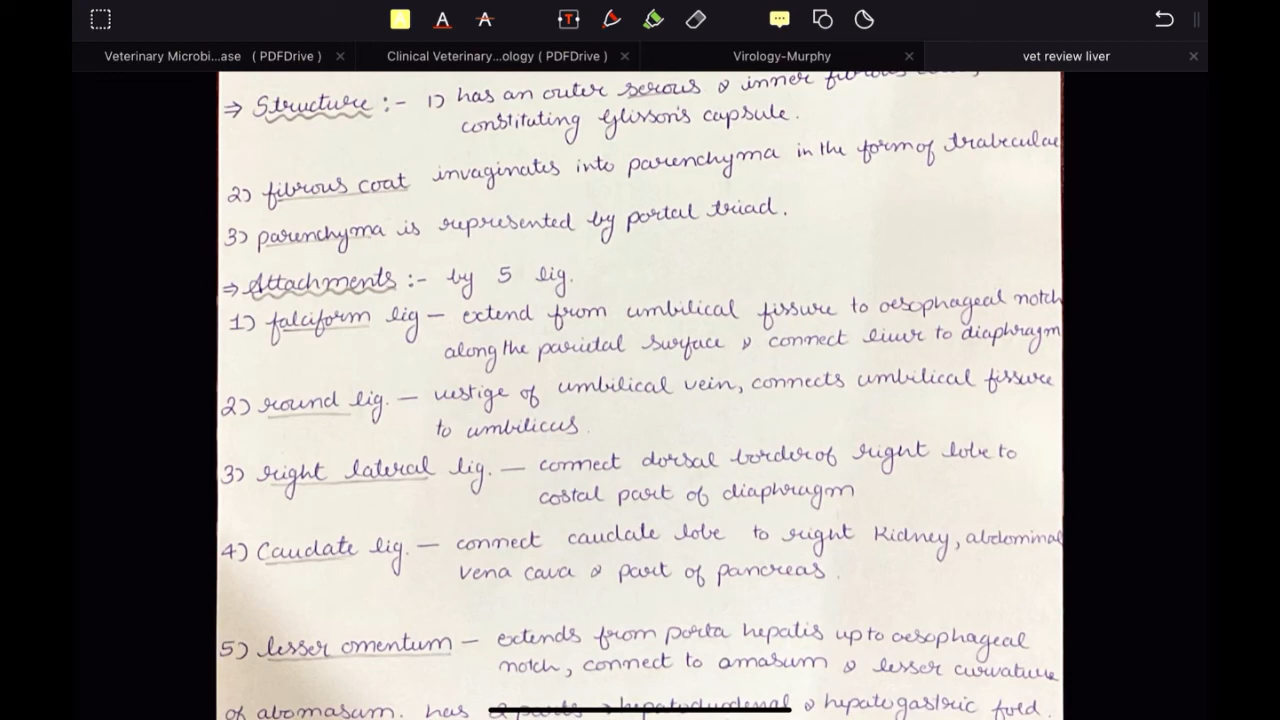 Veterinary Microbi...ase ( PDFDrive )
Clinical Veterinary...ology ( PDFDrive )
Virology-Murphy
vet review liver
⇒ Structure :- 1) has an outer serous & inner fibrous
constituting Glisson's capsule.
2) fibrous coat invaginates into parenchyma in the form of trabeculae
3) parenchyma is represented by portal triad.
⇒ Attachments :- by 5 lig.
1) falciform lig — extend from umbilical fissure to oesophageal notch
along the parietal surface & connect liver to diaphragm
2) round lig. — vestige of umbilical vein, connects umbilical fissure
to umbilicus.
3) right lateral lig. — connect dorsal border of right lobe to
costal part of diaphragm
4) Caudate lig. — connect caudate lobe to right Kidney, abdominal
vena cava & part of pancreas.
5) lesser omentum — extends from porta hepatis up to oesophageal
notch, connect to amasum & lesser curvature
of abomasum. has 2 parts hepatoduodenal & hepatogastric fold.